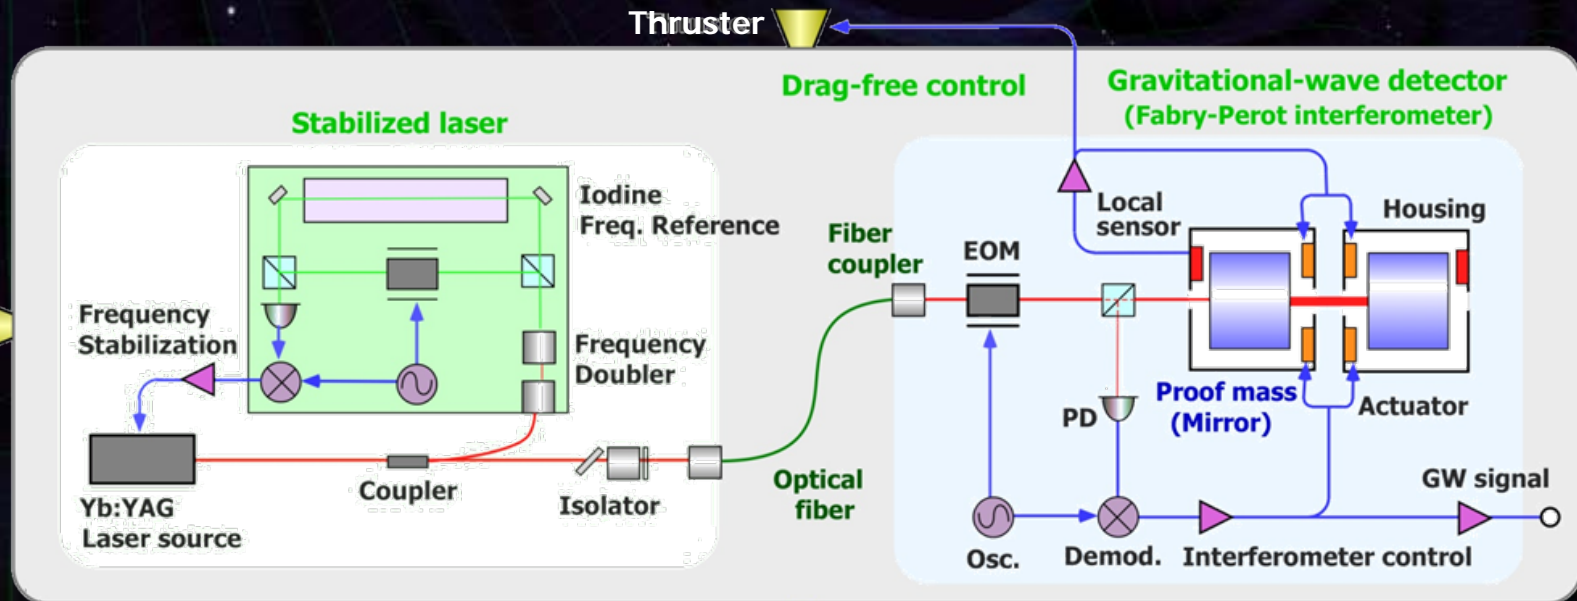 Thruster
Drag-free control
Gravitational-wave detector
(Fabry-Perot interferometer)
Stabilized laser
Iodine
Freq. Reference
Local
sensor
Housing
Fiber
coupler
EOM
Frequency
Stabilization
Frequency
Doubler
Proof mass
(Mirror)
Actuator
PD
Coupler
Isolator
Optical
fiber
GW signal
Yb:YAG
Laser source
Osc.
Demod.
Interferometer control